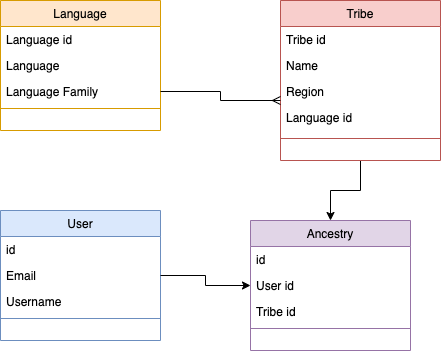 Language
Language id
Language
Language Family
Tribe
Tribe id
Name
Region
Language id
User
id
Email
Username
Ancestry
id
User id
Tribe id